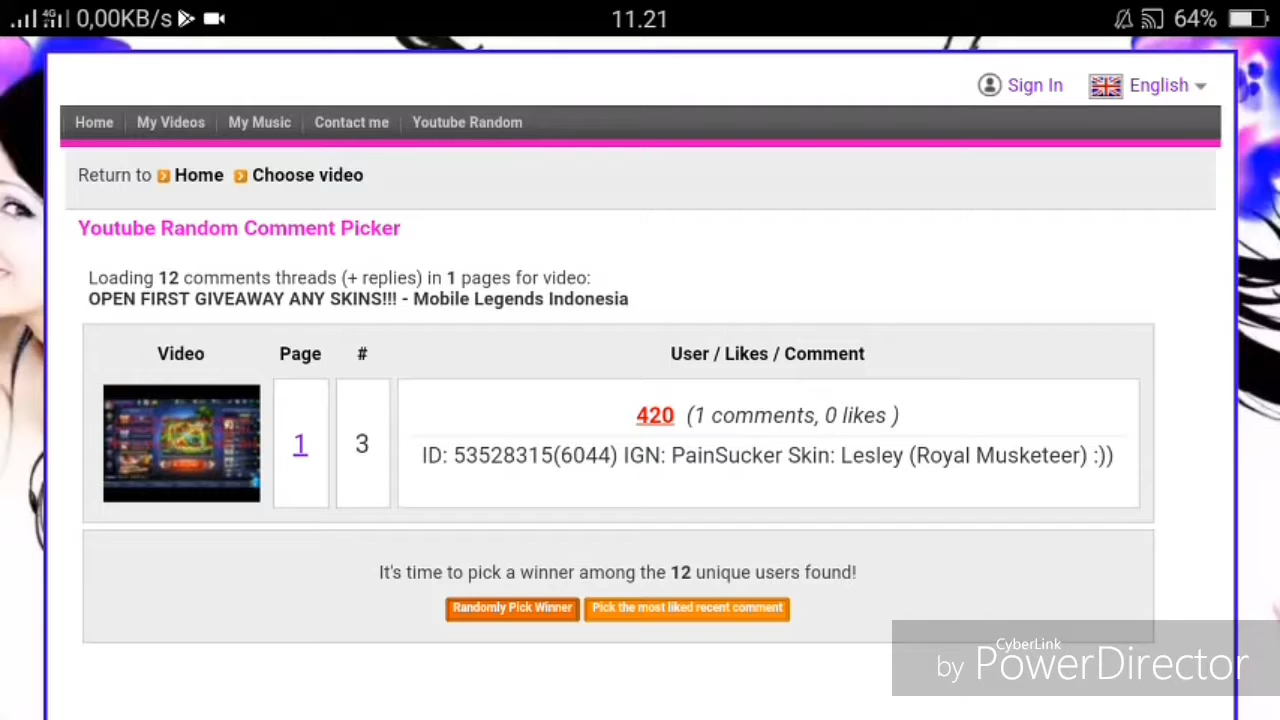 4G 0,00KB/s 11.21 64%
Sign In English
Home My Videos My Music Contact me Youtube Random
Return to Home Choose video
Youtube Random Comment Picker
Loading 12 comments threads (+ replies) in 1 pages for video:
OPEN FIRST GIVEAWAY ANY SKINS!!! - Mobile Legends Indonesia
Video Page # User / Likes / Comment
420 (1 comments, 0 likes )
1 3
ID: 53528315(6044) IGN: PainSucker Skin: Lesley (Royal Musketeer) :))
It's time to pick a winner among the 12 unique users found!
Randomly Pick Winner Pick the most liked recent comment
CyberLink
by PowerDirector